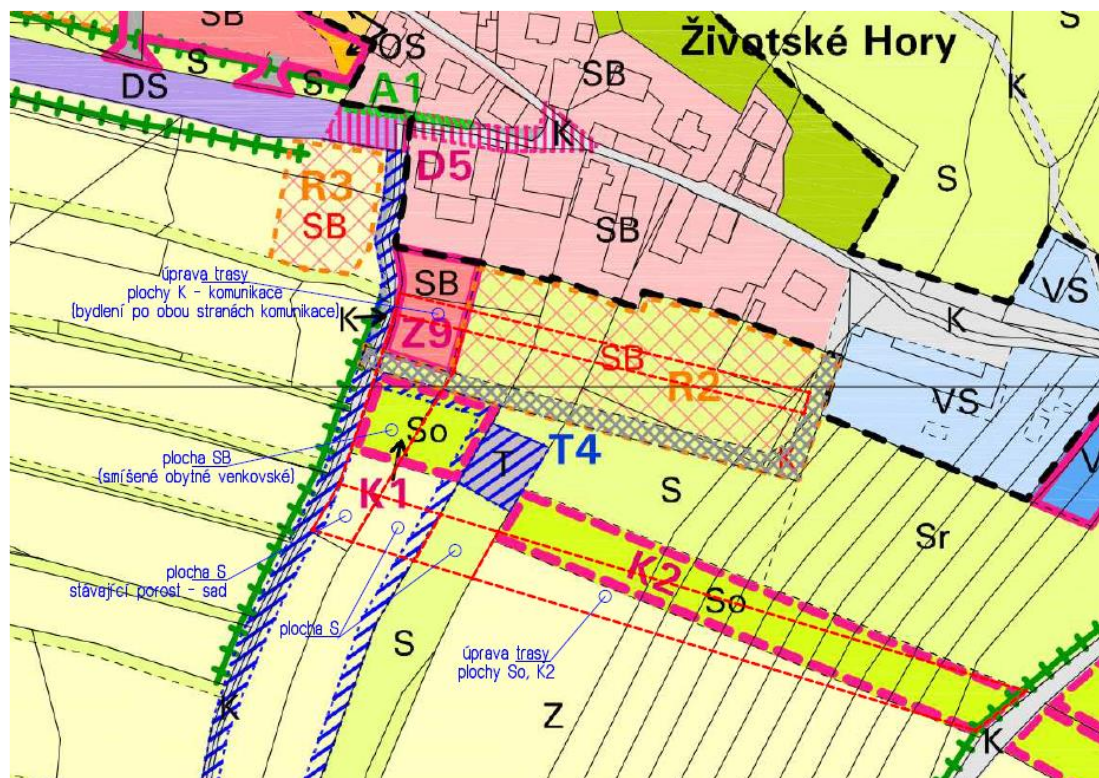 SB
OS
Životské Hory
S
S
S
DS
A1
SB
K
K
D5
S
R3
SB
SB
úprava trasy
plochy K - komunikace
(bydlení po obou stranách komunikace)
SB
VS
K
K
Z9
SB
R2
VS
So
plocha SB
(smíšené obytné venkovské)
T
T4
K
V
K1
S
Sr
plocha S
stávající porost - sad
K2
So
plocha S
S
úprava trasy
plochy So, K2
K
Z
K